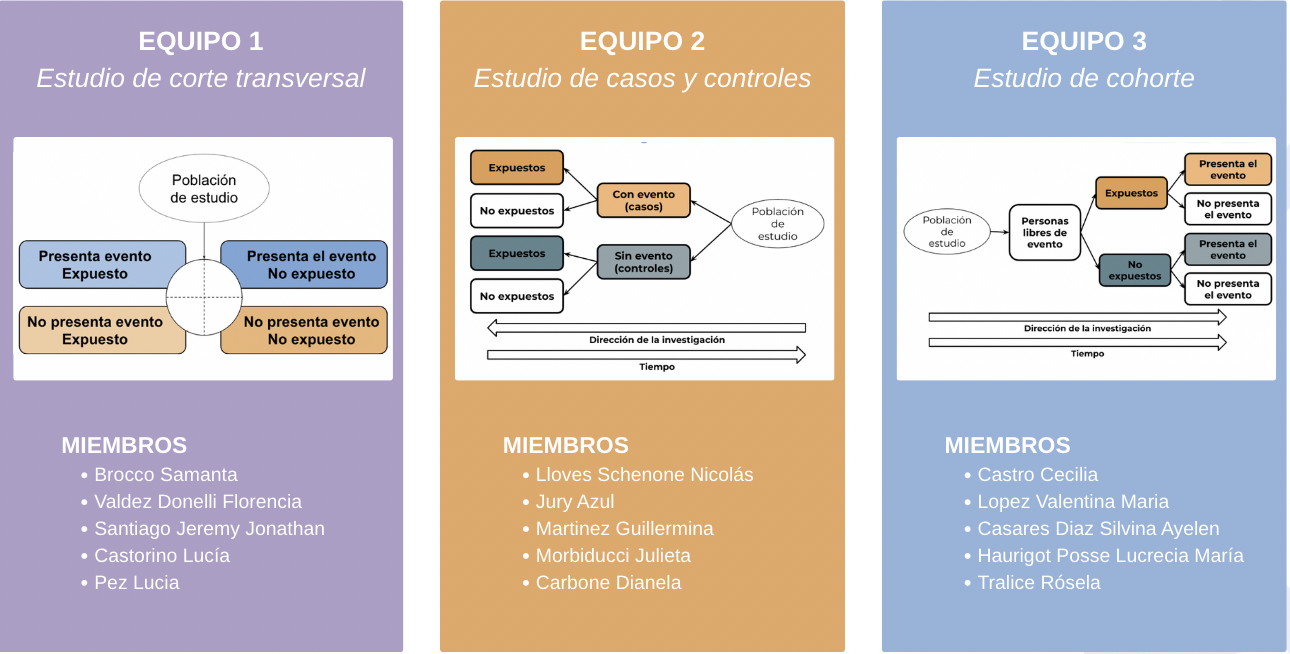 EQUIPO 1
Estudio de corte transversal
Población
de estudio
Presenta evento
Expuesto
Presenta el evento
No expuesto
No presenta evento
Expuesto
No presenta evento
No expuesto
MIEMBROS
• Brocco Samanta
• Valdez Donelli Florencia
• Santiago Jeremy Jonathan
• Castorino Lucía
• Pez Lucia
EQUIPO 2
Estudio de casos y controles
Expuestos
No expuestos
Expuestos
No expuestos
Con evento
(casos)
Sin evento
(controles)
Población
de
estudio
Dirección de la investigación
Tiempo
MIEMBROS
• Lloves Schenone Nicolás
• Jury Azul
• Martinez Guillermina
• Morbiducci Julieta
• Carbone Dianela
EQUIPO 3
Estudio de cohorte
Población
de
estudio
Personas
libres de
evento
Expuestos
No
expuestos
Presenta el
evento
No presenta
el evento
Presenta el
evento
No presenta
el evento
Dirección de la investigación
Tiempo
MIEMBROS
• Castro Cecilia
• Lopez Valentina Maria
• Casares Diaz Silvina Ayelen
• Haurigot Posse Lucrecia María
• Tralice Rósela